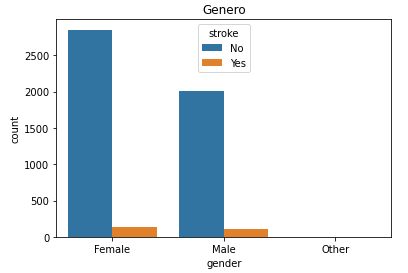 Genero
stroke
No
Yes
2500
2000
1500
1000
500
0
count
Female Male Other
gender